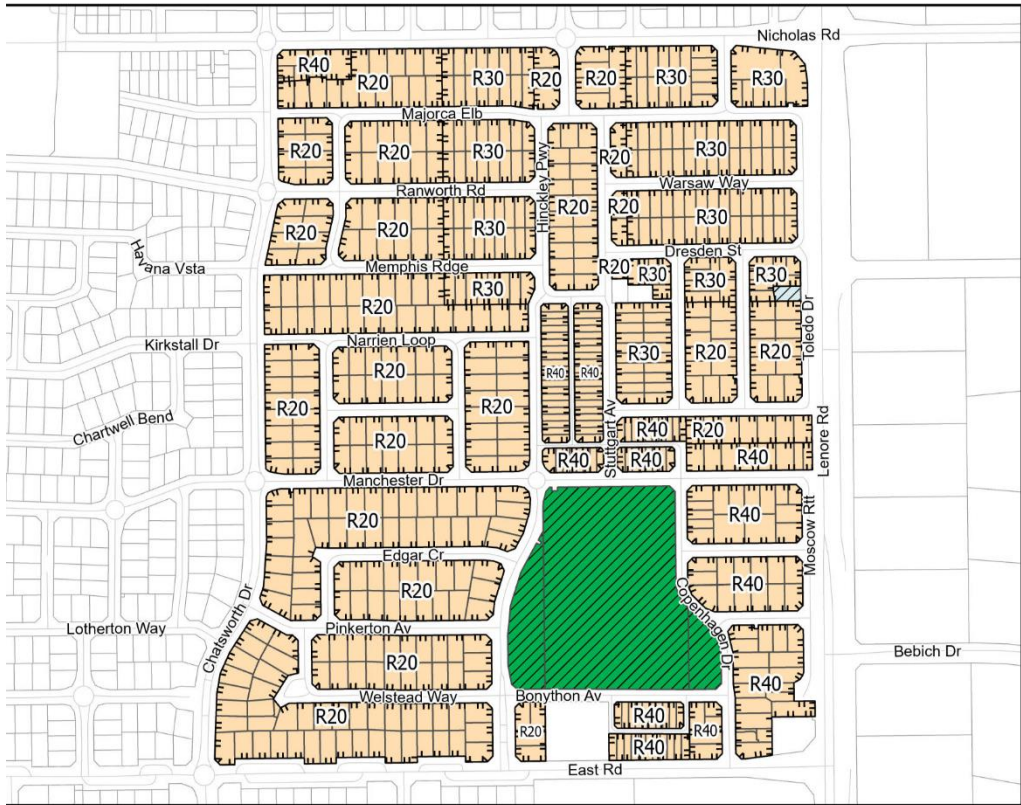 Nicholas Rd
R40
R20
R30
R20
R20
R30
R30
Majorca Elb
R20
R20
R30
Hinckley Pwy
R20
R20
R30
Ranworth Rd
Warsaw Way
R20
R20
R30
R20
R30
Havana Vsta
Memphis Rdge
Dresden St
R20
R30
R20
R30
R30
R30
Toledo Dr
Kirkstall Dr
Narrien Loop
R20
R20
R20
R40
R40
R30
R20
R20
Chartwell Bend
R20
Stuttgart Av
R40
R20
Lenore Rd
R40
R40
R40
Manchester Dr
R20
R40
Moscow Rtt
Edgar Cr
R20
R40
Copenhagen Dr
Chatsworth Dr
Lotherton Way
Pinkerton Av
Bebich Dr
R20
R40
Welstead Way
Bonython Av
R20
R20
R40
R40
R40
East Rd